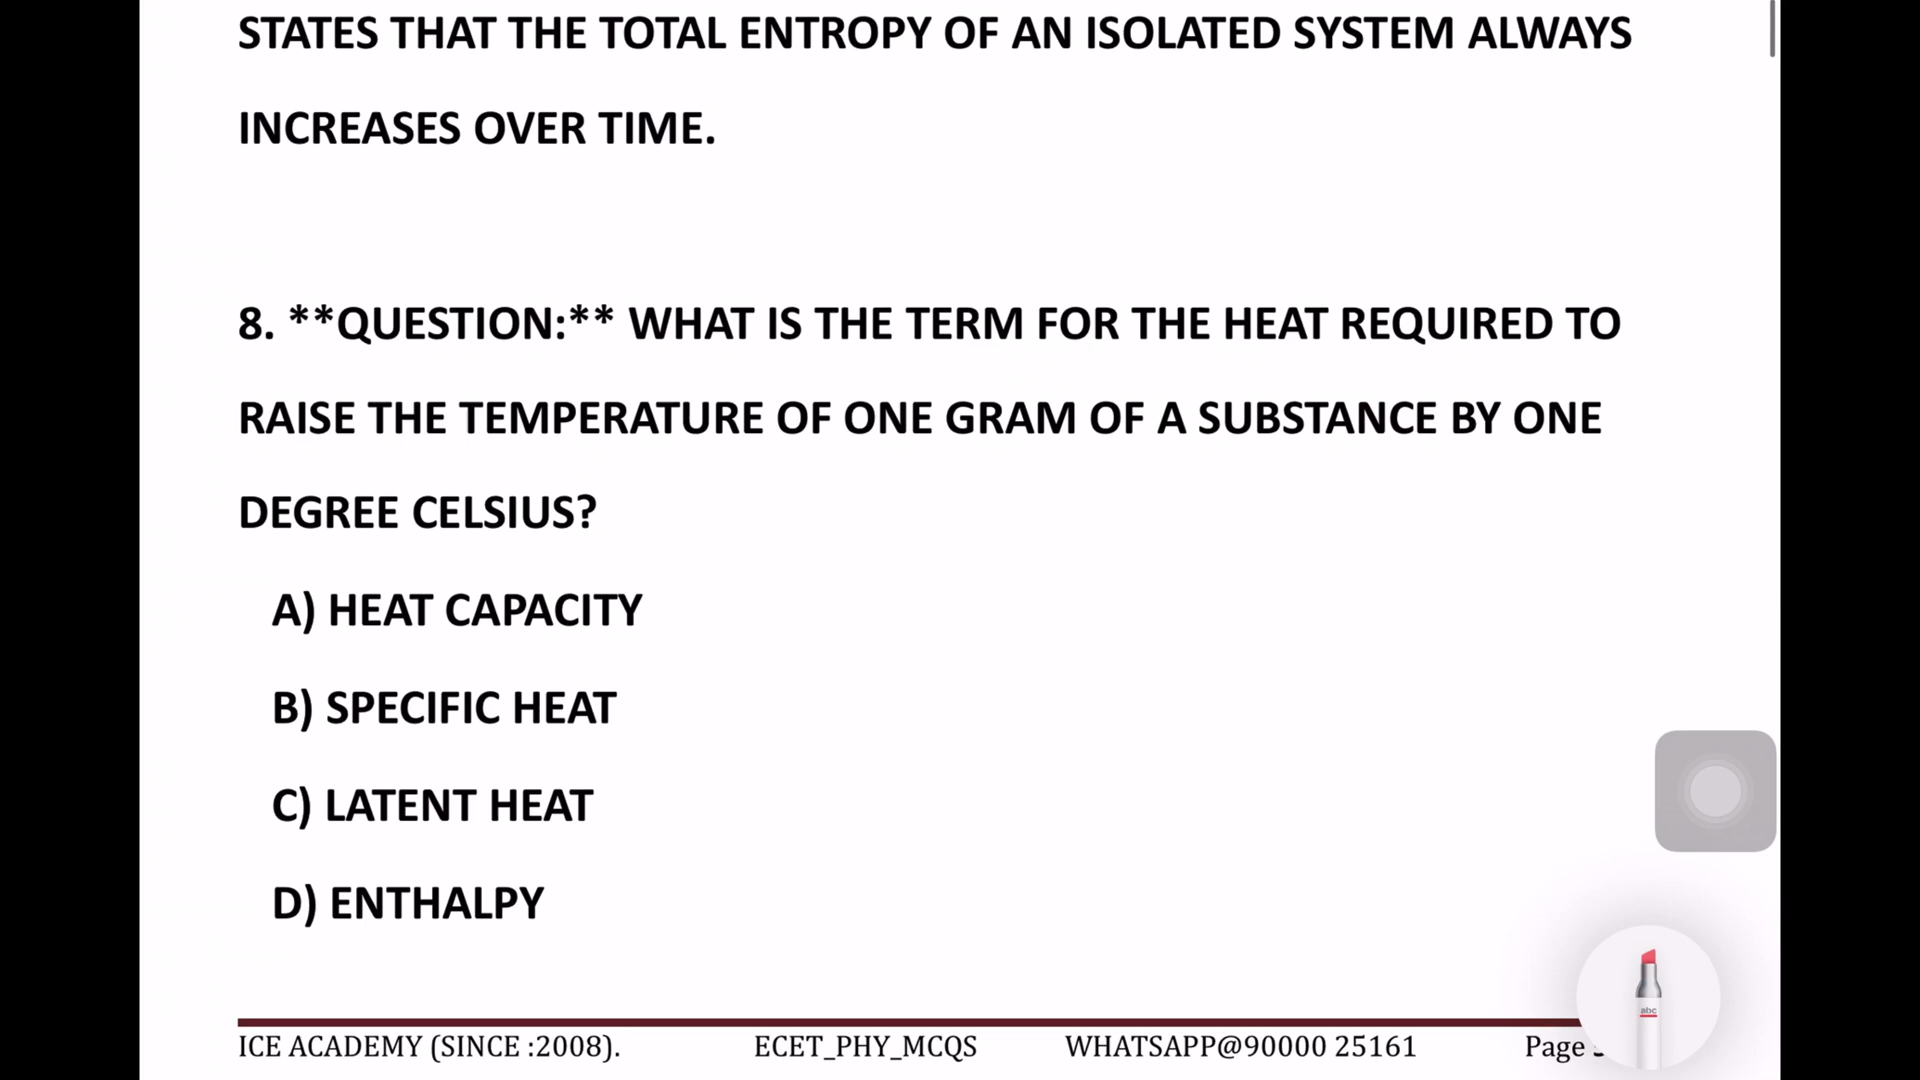 STATES THAT THE TOTAL ENTROPY OF AN ISOLATED SYSTEM ALWAYS
INCREASES OVER TIME.
8. **QUESTION:** WHAT IS THE TERM FOR THE HEAT REQUIRED TO
RAISE THE TEMPERATURE OF ONE GRAM OF A SUBSTANCE BY ONE
DEGREE CELSIUS?
A) HEAT CAPACITY
B) SPECIFIC HEAT
C) LATENT HEAT
D) ENTHALPY
abc
ICE ACADEMY (SINCE :2008). ECET_PHY_MCQS WHATSAPP@90000 25161 Page